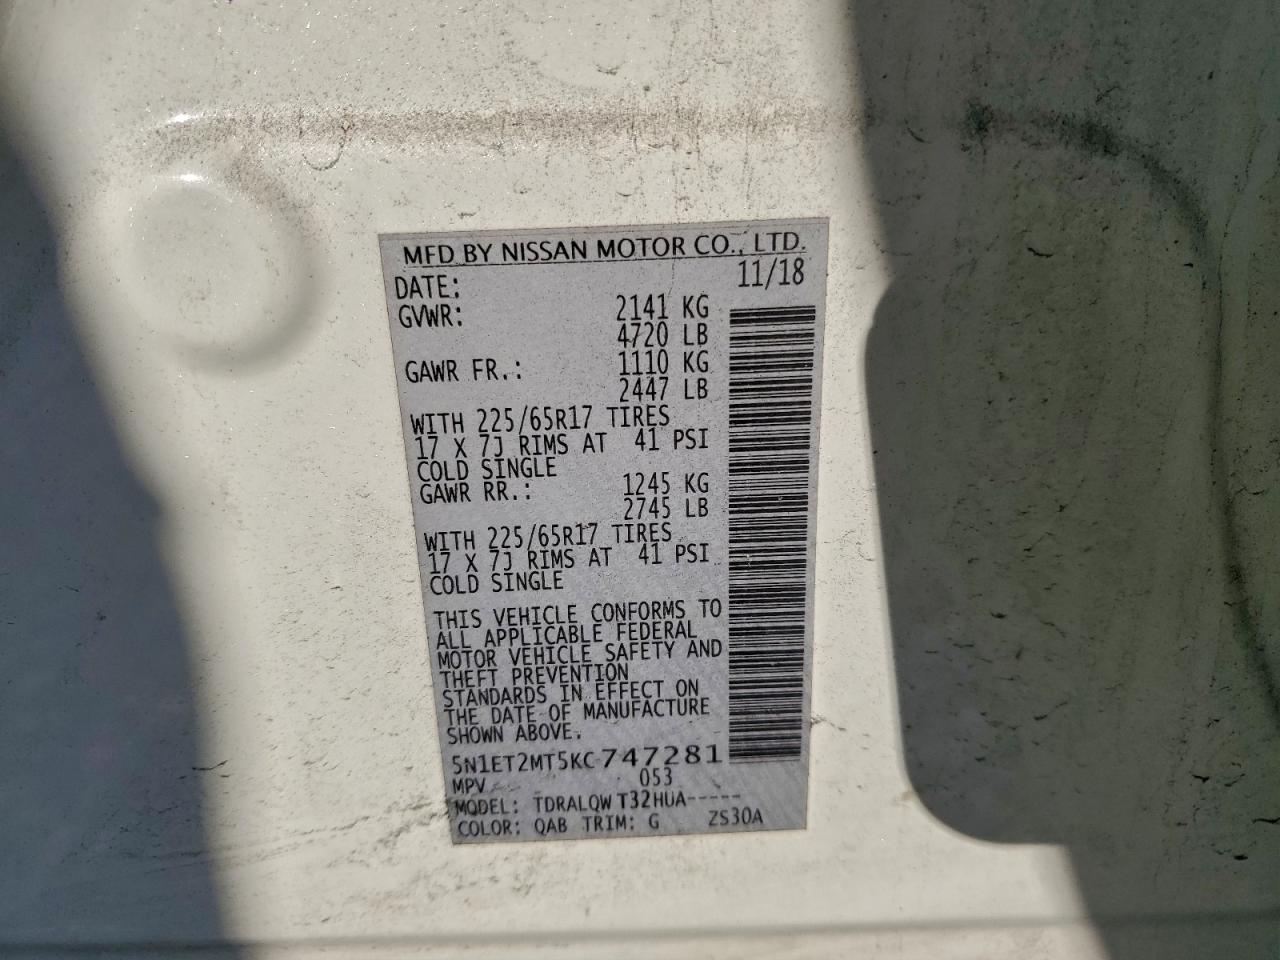 MFD BY NISSAN MOTOR CO., LTD.
DATE: 11/18
GVWR: 2141 KG
4720 LB
GAWR FR.: 1110 KG
2447 LB
WITH 225/65R17 TIRES
17 X 7J RIMS AT 41 PSI
COLD SINGLE
GAWR RR.: 1245 KG
2745 LB
WITH 225/65R17 TIRES
17 X 7J RIMS AT 41 PSI
COLD SINGLE
THIS VEHICLE CONFORMS TO
ALL APPLICABLE FEDERAL
MOTOR VEHICLE SAFETY AND
THEFT PREVENTION
STANDARDS IN EFFECT ON
THE DATE OF MANUFACTURE
SHOWN ABOVE.
5N1ET2MT5KC747281
MPV 053
MODEL: TDRALQW T32HUA-----
COLOR: QAB TRIM: G ZS30A